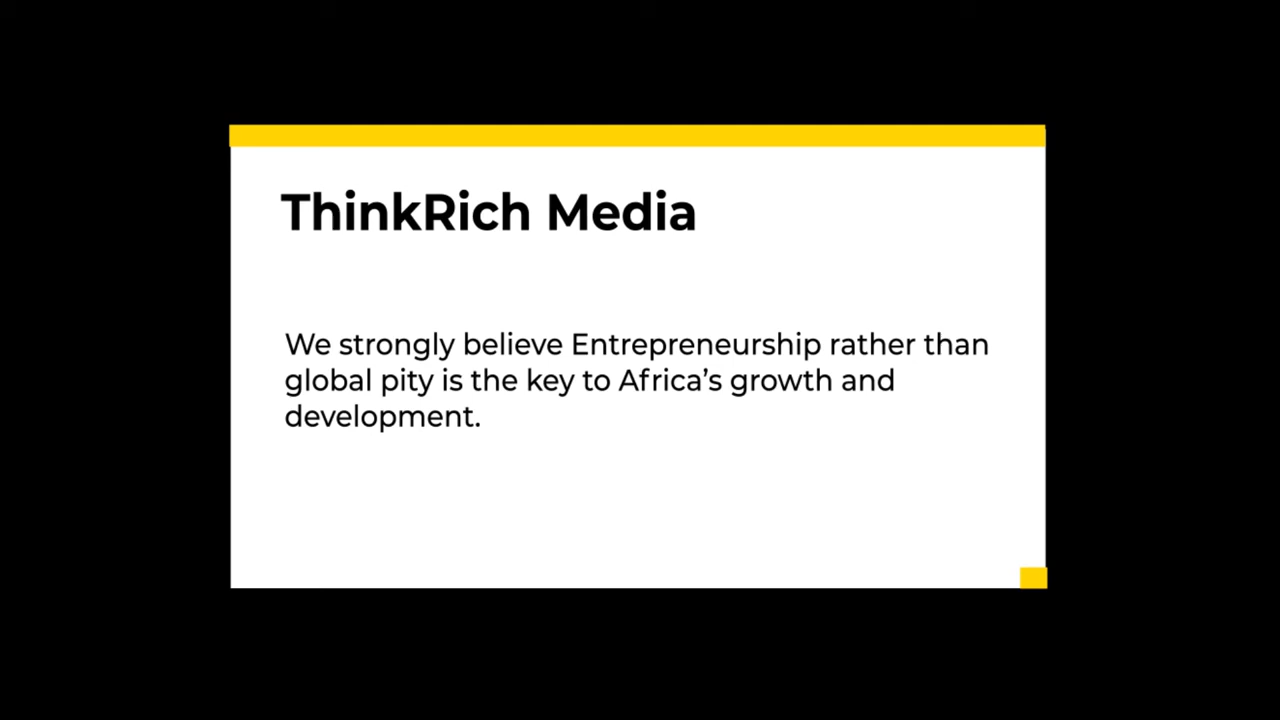 ThinkRich Media
We strongly believe Entrepreneurship rather than
global pity is the key to Africa’s growth and
development.